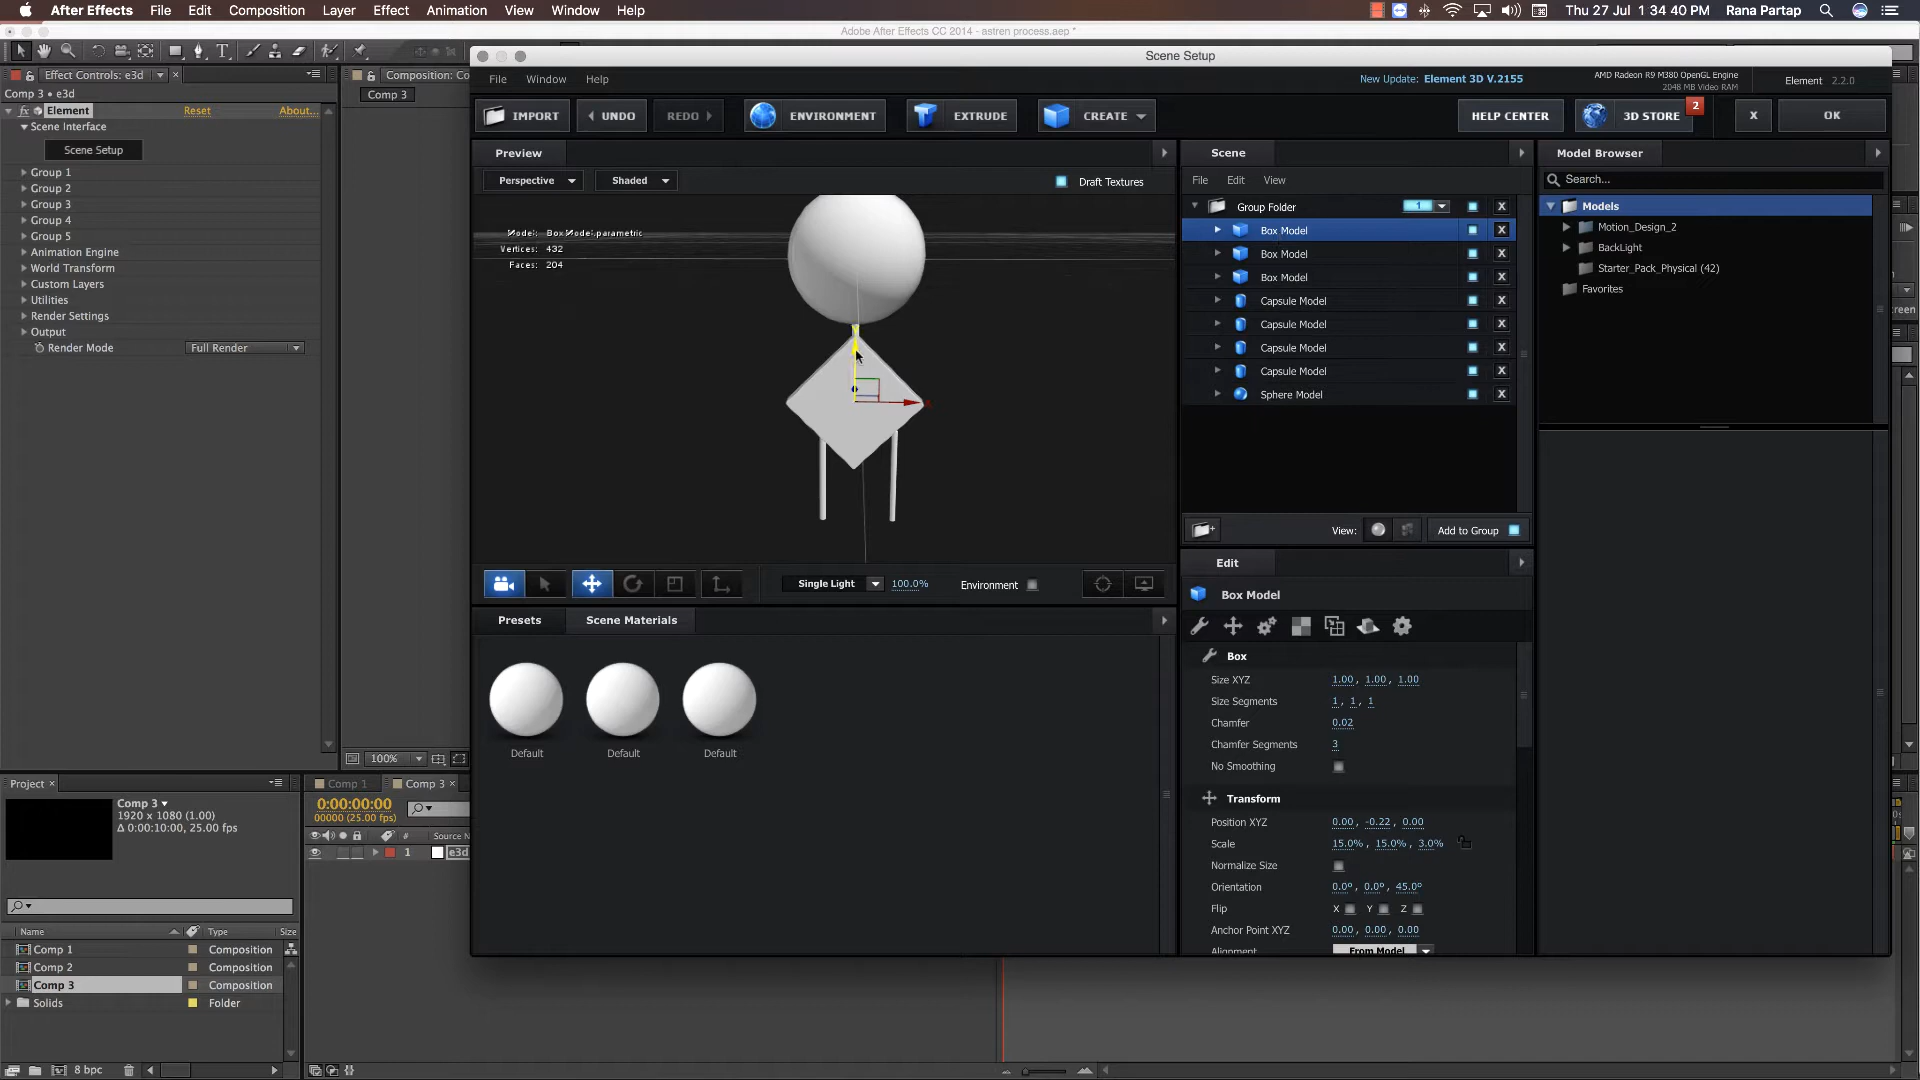 After Effects File Edit Composition Layer Effect Animation View Window Help Thu 27 Jul 1 34 40 PM Rana Partap
Adobe After Effects CC 2014 - astren process.aep *
Effect Controls: e3d
Comp 3 • e3d
fx Element Reset About...
Scene Interface
Scene Setup
Group 1
Group 2
Group 3
Group 4
Group 5
Animation Engine
World Transform
Custom Layers
Utilities
Render Settings
Output
Render Mode Full Render
Composition: Co
Comp 3
100%
Scene Setup
File Window Help
New Update: Element 3D V.2155
AMD Radeon R9 M380 OpenGL Engine
2048 MB Video RAM
Element 2.2.0
IMPORT UNDO REDO ENVIRONMENT EXTRUDE CREATE HELP CENTER 3D STORE 2 X OK
Preview
Perspective Shaded Draft Textures
Model: Box Model.parametric
Vertices: 432
Faces: 204
X
Single Light 100.0% Environment
Presets Scene Materials
Default Default Default
Scene
File Edit View
Group Folder 1 X
Box Model X
Box Model X
Box Model X
Capsule Model X
Capsule Model X
Capsule Model X
Capsule Model X
Sphere Model X
View: Add to Group
Edit
Box Model
Box
Size XYZ 1.00, 1.00, 1.00
Size Segments 1, 1, 1
Chamfer 0.02
Chamfer Segments 3
No Smoothing
Transform
Position XYZ 0.00, -0.22, 0.00
Scale 15.0%, 15.0%, 3.0%
Normalize Size
Orientation 0.0°, 0.0°, 45.0°
Flip X Y Z
Anchor Point XYZ 0.00, 0.00, 0.00
Alignment From Model
Model Browser
Search...
Models
Motion_Design_2
BackLight
Starter_Pack_Physical (42)
Favorites
creen
Project
Comp 3
1920 x 1080 (1.00)
Δ 0:00:10:00, 25.00 fps
Name Type Size
Comp 1 Composition
Comp 2 Composition
Comp 3 Composition
Solids Folder
8 bpc
Comp 1 Comp 3
0:00:00:00
00000 (25.00 fps)
# Source N
1 e3d